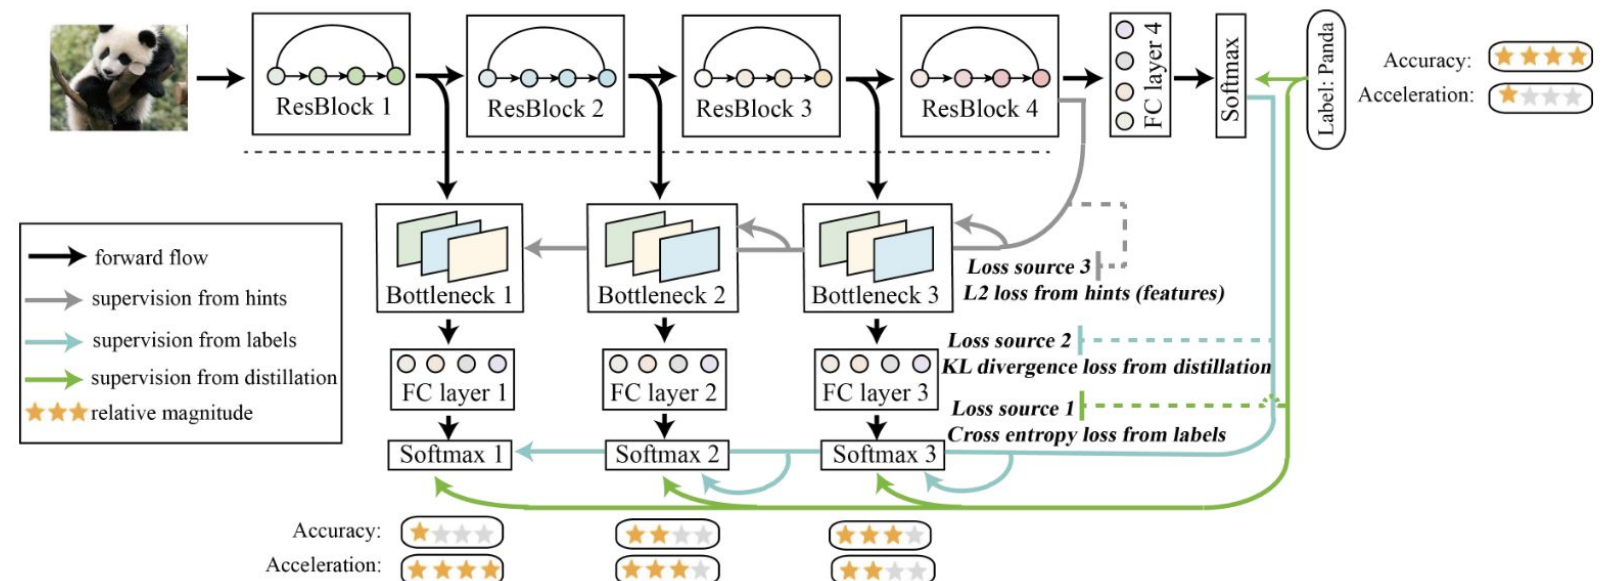 ResBlock 1
ResBlock 2
ResBlock 3
ResBlock 4
FC layer 4
Softmax
Label: Panda
Accuracy:
Acceleration:
forward flow
supervision from hints
supervision from labels
supervision from distillation
relative magnitude
Bottleneck 1
Bottleneck 2
Bottleneck 3
Loss source 3
L2 loss from hints (features)
Loss source 2
KL divergence loss from distillation
Loss source 1
Cross entropy loss from labels
FC layer 1
FC layer 2
FC layer 3
Softmax 1
Softmax 2
Softmax 3
Accuracy:
Acceleration: